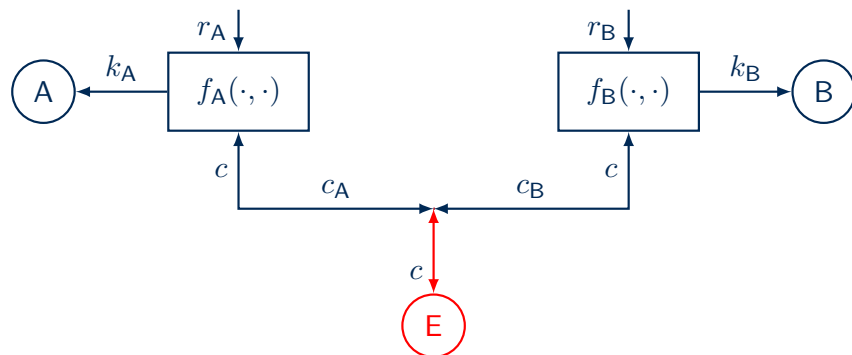 r_A r_B
A k_A f_A(·, ·) f_B(·, ·) k_B B
c c_A c_B c
c
E